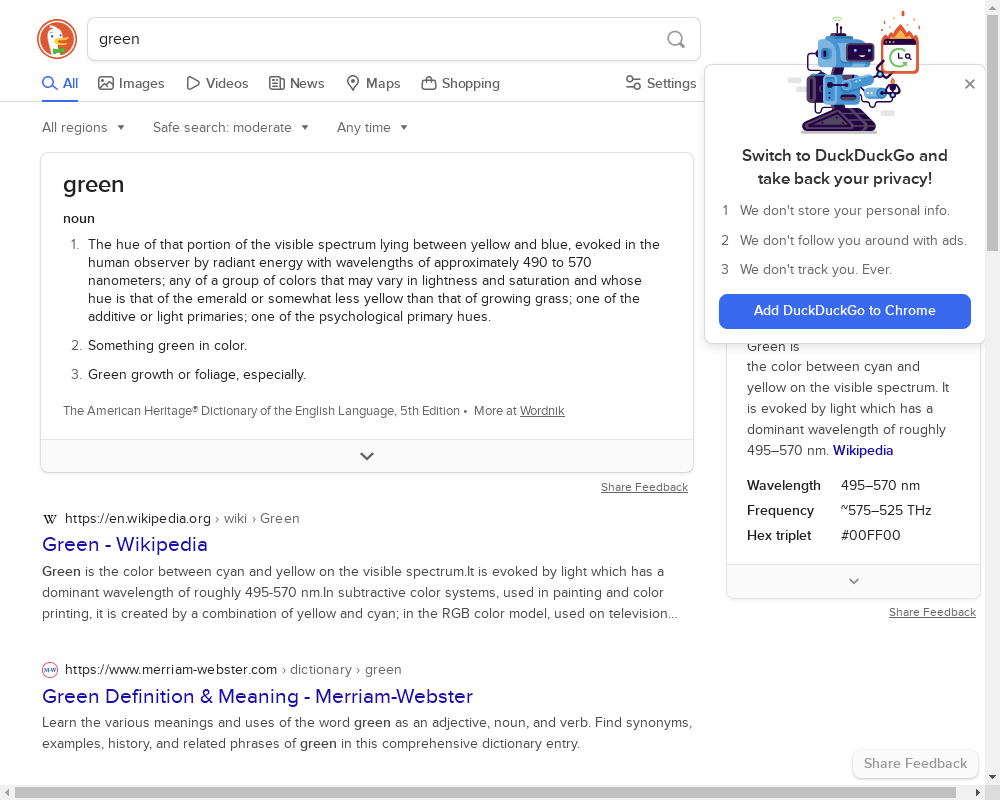 green
All
Images
Videos
News
Maps
Shopping
Settings
All regions
Safe search: moderate
Any time
green
noun
1. The hue of that portion of the visible spectrum lying between yellow and blue, evoked in the
human observer by radiant energy with wavelengths of approximately 490 to 570
nanometers; any of a group of colors that may vary in lightness and saturation and whose
hue is that of the emerald or somewhat less yellow than that of growing grass; one of the
additive or light primaries; one of the psychological primary hues.
2. Something green in color.
3. Green growth or foliage, especially.
The American Heritage® Dictionary of the English Language, 5th Edition • More at Wordnik
Share Feedback
https://en.wikipedia.org › wiki › Green
Green - Wikipedia
Green is the color between cyan and yellow on the visible spectrum.It is evoked by light which has a
dominant wavelength of roughly 495-570 nm.In subtractive color systems, used in painting and color
printing, it is created by a combination of yellow and cyan; in the RGB color model, used on television...
https://www.merriam-webster.com › dictionary › green
Green Definition & Meaning - Merriam-Webster
Learn the various meanings and uses of the word green as an adjective, noun, and verb. Find synonyms,
examples, history, and related phrases of green in this comprehensive dictionary entry.
Switch to DuckDuckGo and
take back your privacy!
1 We don't store your personal info.
2 We don't follow you around with ads.
3 We don't track you. Ever.
Add DuckDuckGo to Chrome
Green is
the color between cyan and
yellow on the visible spectrum. It
is evoked by light which has a
dominant wavelength of roughly
495–570 nm. Wikipedia
Wavelength 495–570 nm
Frequency ~575–525 THz
Hex triplet #00FF00
Share Feedback
Share Feedback